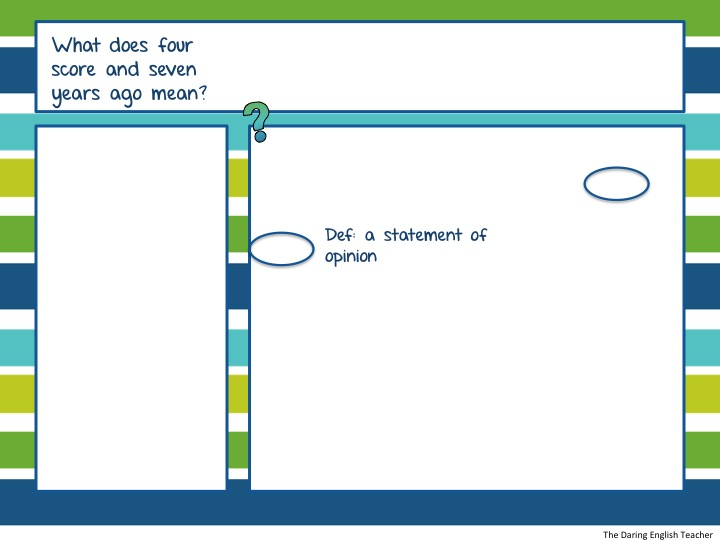 What does four
score and seven
years ago mean?
?
Def: a statement of
opinion
The Daring English Teacher